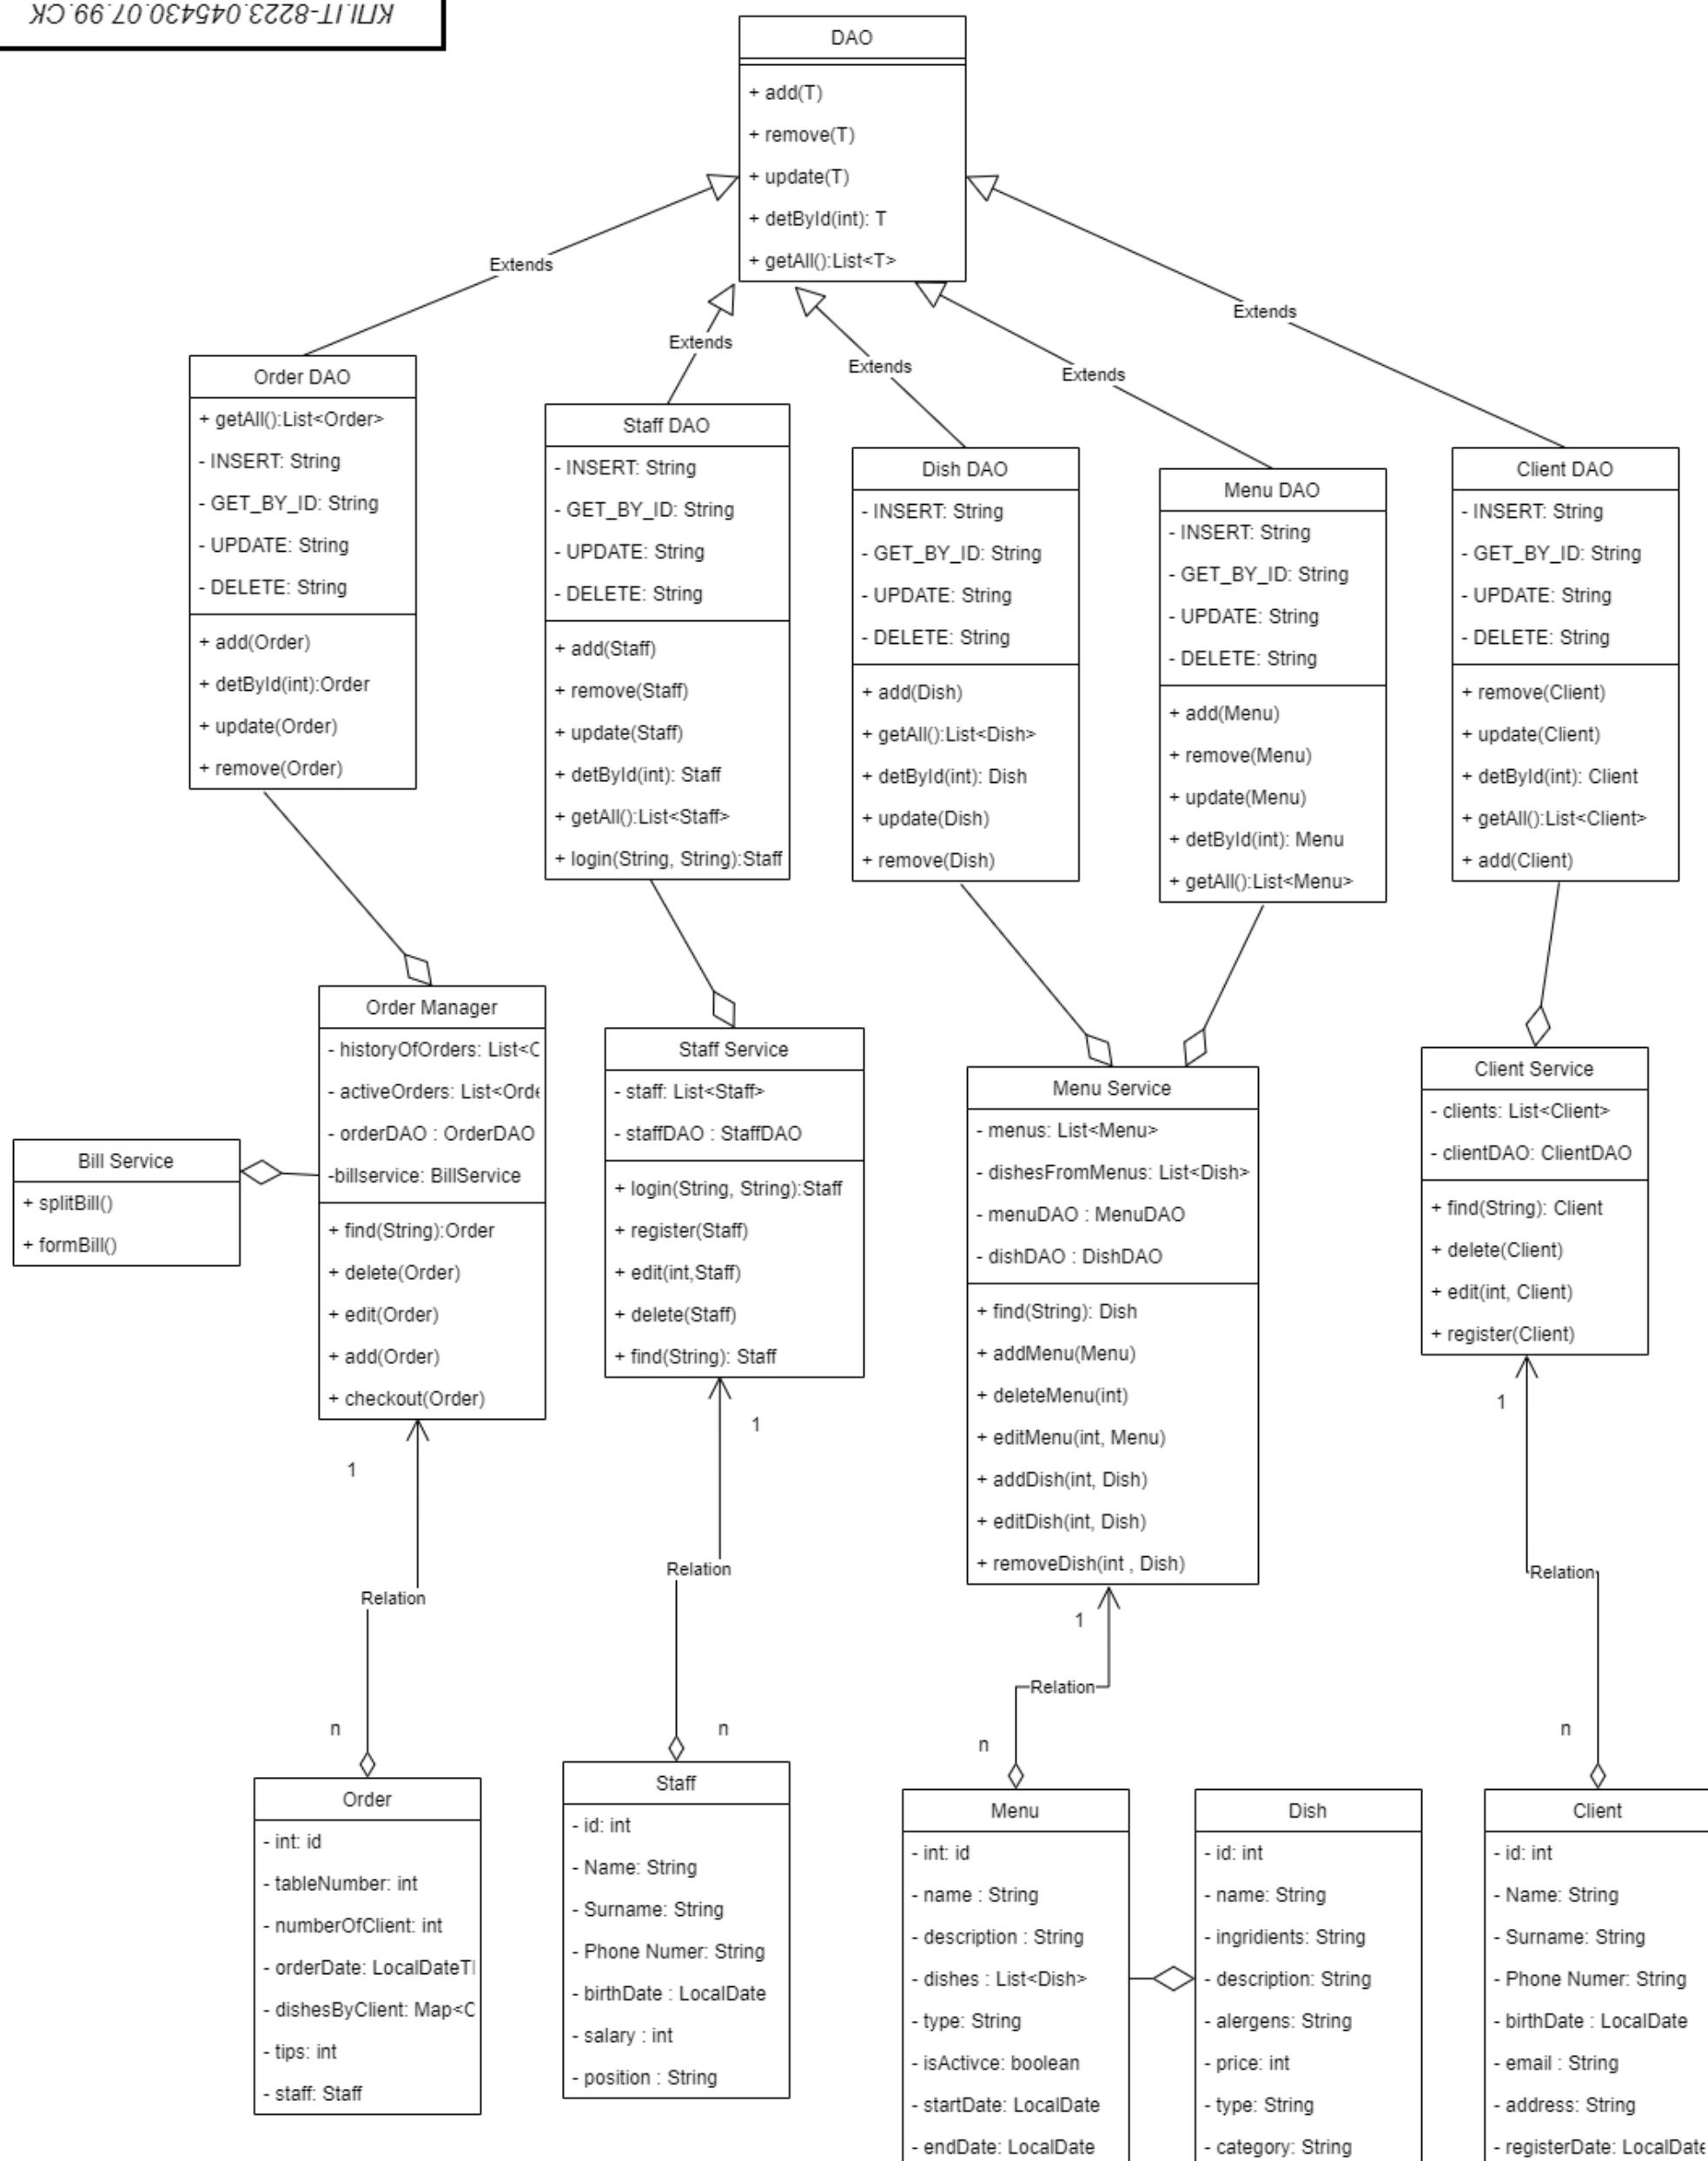 КПІ.ІТ-8223.045430.07.99.СК
DAO
+ add(T)
+ remove(T)
+ update(T)
+ detById(int): T
+ getAll():List<T>
Extends
Extends
Extends
Extends
Extends
Order DAO
+ getAll():List<Order>
- INSERT: String
- GET_BY_ID: String
- UPDATE: String
- DELETE: String
+ add(Order)
+ detById(int):Order
+ update(Order)
+ remove(Order)
Staff DAO
- INSERT: String
- GET_BY_ID: String
- UPDATE: String
- DELETE: String
+ add(Staff)
+ remove(Staff)
+ update(Staff)
+ detById(int): Staff
+ getAll():List<Staff>
+ login(String, String):Staff
Dish DAO
- INSERT: String
- GET_BY_ID: String
- UPDATE: String
- DELETE: String
+ add(Dish)
+ getAll():List<Dish>
+ detById(int): Dish
+ update(Dish)
+ remove(Dish)
Menu DAO
- INSERT: String
- GET_BY_ID: String
- UPDATE: String
- DELETE: String
+ add(Menu)
+ remove(Menu)
+ update(Menu)
+ detById(int): Menu
+ getAll():List<Menu>
Client DAO
- INSERT: String
- GET_BY_ID: String
- UPDATE: String
- DELETE: String
+ remove(Client)
+ update(Client)
+ detById(int): Client
+ getAll():List<Client>
+ add(Client)
Bill Service
+ splitBill()
+ formBill()
Order Manager
- historyOfOrders: List<O
- activeOrders: List<Orde
- orderDAO : OrderDAO
-billservice: BillService
+ find(String):Order
+ delete(Order)
+ edit(Order)
+ add(Order)
+ checkout(Order)
Staff Service
- staff: List<Staff>
- staffDAO : StaffDAO
+ login(String, String):Staff
+ register(Staff)
+ edit(int,Staff)
+ delete(Staff)
+ find(String): Staff
Menu Service
- menus: List<Menu>
- dishesFromMenus: List<Dish>
- menuDAO : MenuDAO
- dishDAO : DishDAO
+ find(String): Dish
+ addMenu(Menu)
+ deleteMenu(int)
+ editMenu(int, Menu)
+ addDish(int, Dish)
+ editDish(int, Dish)
+ removeDish(int , Dish)
Client Service
- clients: List<Client>
- clientDAO: ClientDAO
+ find(String): Client
+ delete(Client)
+ edit(int, Client)
+ register(Client)
1
Relation
n
1
Relation
n
1
Relation
n
1
Relation
n
Order
- int: id
- tableNumber: int
- numberOfClient: int
- orderDate: LocalDateTi
- dishesByClient: Map<C
- tips: int
- staff: Staff
Staff
- id: int
- Name: String
- Surname: String
- Phone Numer: String
- birthDate : LocalDate
- salary : int
- position : String
Menu
- int: id
- name : String
- description : String
- dishes : List<Dish>
- type: String
- isActivce: boolean
- startDate: LocalDate
- endDate: LocalDate
Dish
- id: int
- name: String
- ingridients: String
- description: String
- alergens: String
- price: int
- type: String
- category: String
Client
- id: int
- Name: String
- Surname: String
- Phone Numer: String
- birthDate : LocalDate
- email : String
- address: String
- registerDate: LocalDate